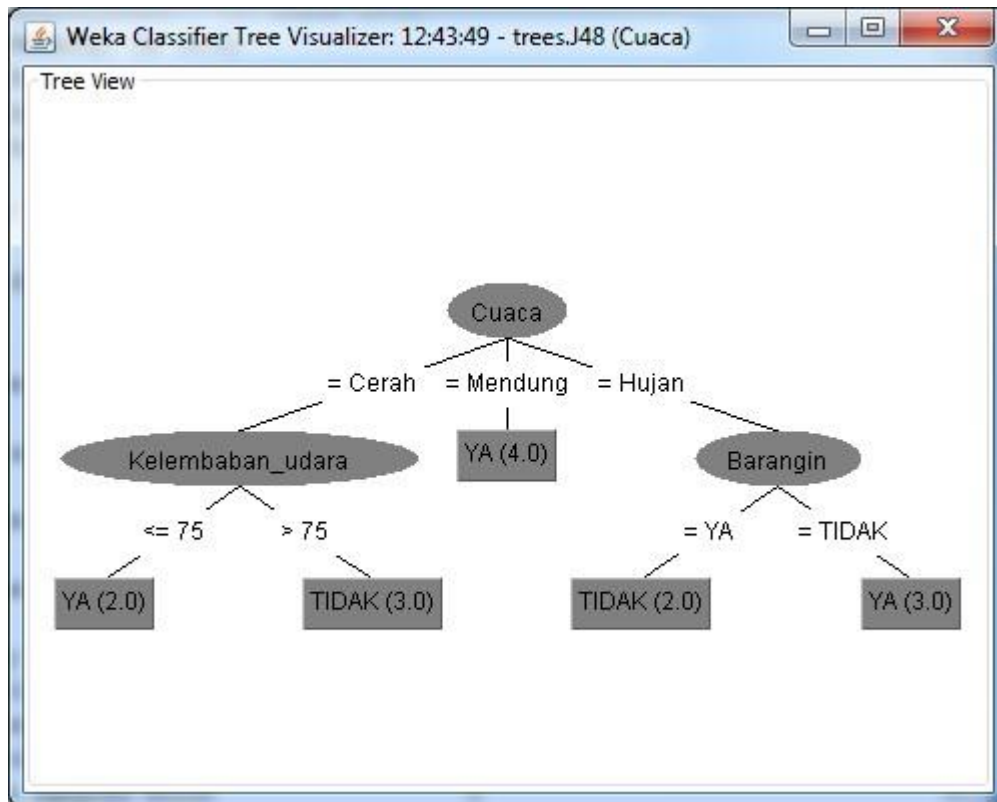 Weka Classifier Tree Visualizer: 12:43:49 - trees.J48 (Cuaca)
Tree View
Cuaca
= Cerah = Mendung = Hujan
Kelembaban_udara YA (4.0) Barangin
<= 75 > 75 = YA = TIDAK
YA (2.0) TIDAK (3.0) TIDAK (2.0) YA (3.0)